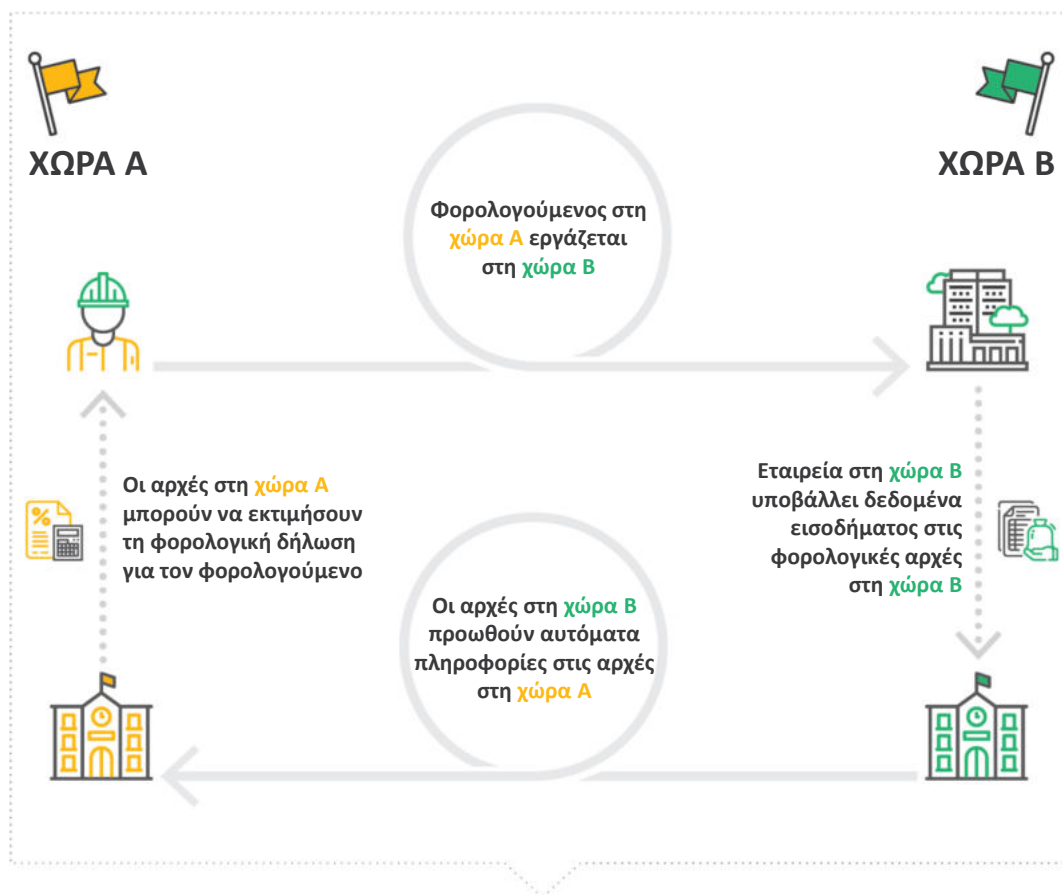 ΧΩΡΑ Α
ΧΩΡΑ Β
Φορολογούμενος στη
χώρα Α εργάζεται
στη χώρα Β
Οι αρχές στη χώρα Α
μπορούν να εκτιμήσουν
τη φορολογική δήλωση
για τον φορολογούμενο
Εταιρεία στη χώρα Β
υποβάλλει δεδομένα
εισοδήματος στις
φορολογικές αρχές
στη χώρα Β
Οι αρχές στη χώρα Β
προωθούν αυτόματα
πληροφορίες στις αρχές
στη χώρα Α